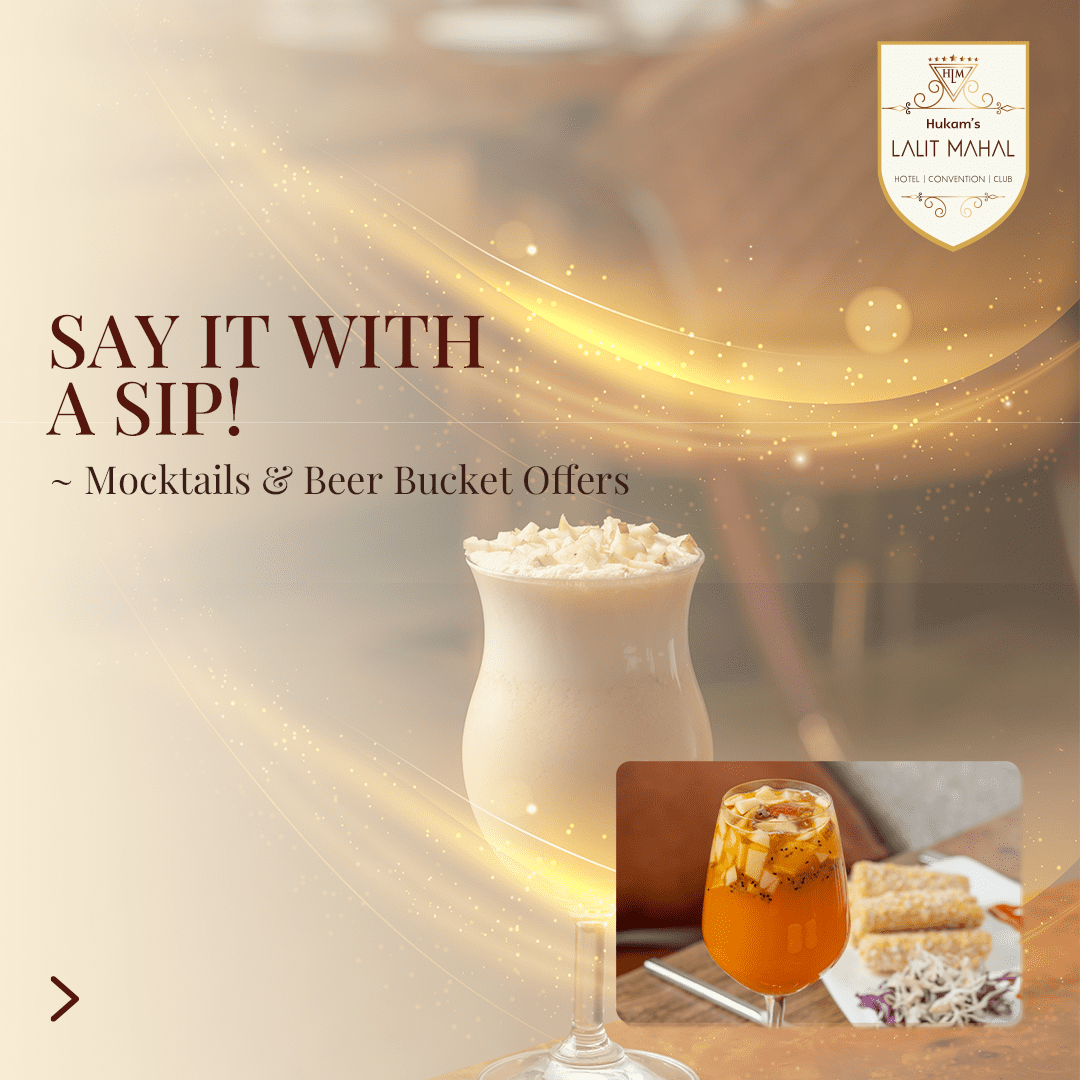 HLM
Hukam's
LALIT MAHAL
HOTEL | CONVENTION | CLUB
SAY IT WITH
A SIP!
~ Mocktails & Beer Bucket Offers